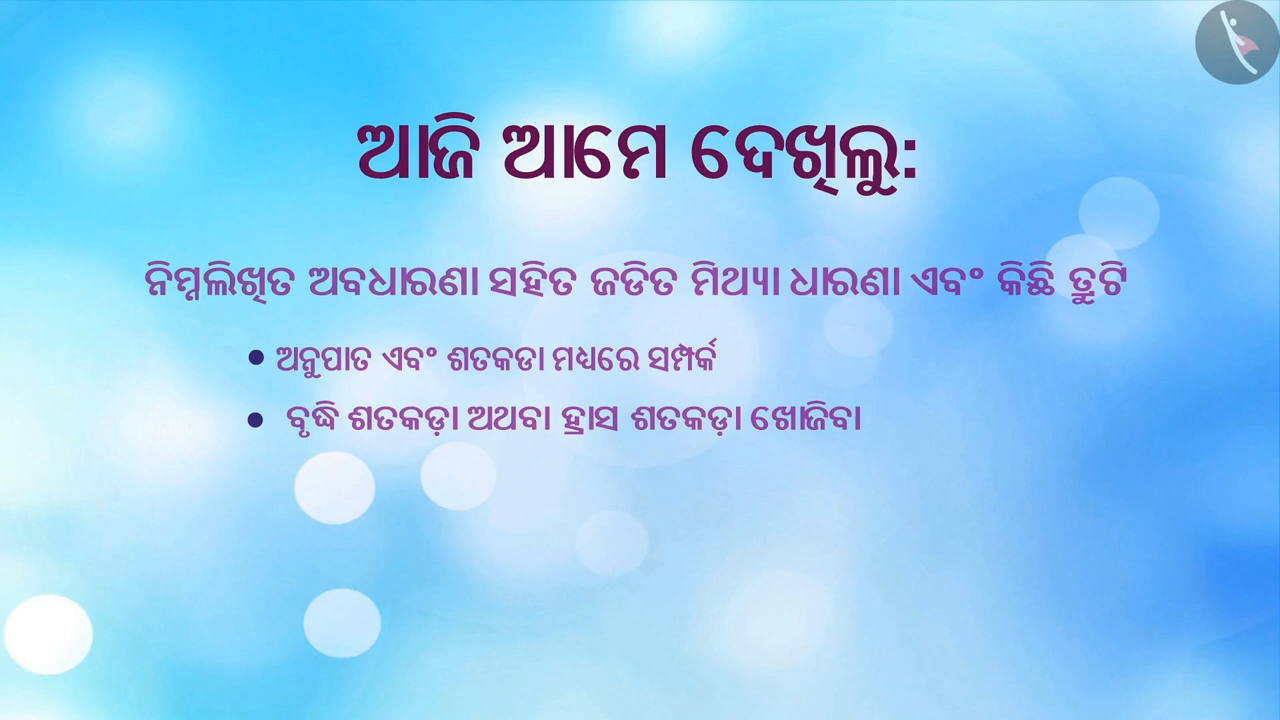 ଆଜି ଆମେ ଦେଖିଲୁ:
ନିମ୍ନଲିଖିତ ଅବଧାରଣା ସହିତ ଜଡିତ ମିଥ୍ୟା ଧାରଣା ଏବଂ କିଛି ତ୍ରୁଟି
• ଅନୁପାତ ଏବଂ ଶତକଡା ମଧ୍ୟରେ ସମ୍ପର୍କ
• ବୃଦ୍ଧି ଶତକଡ଼ା ଅଥବା ହ୍ରାସ ଶତକଡ଼ା ଖୋଜିବା